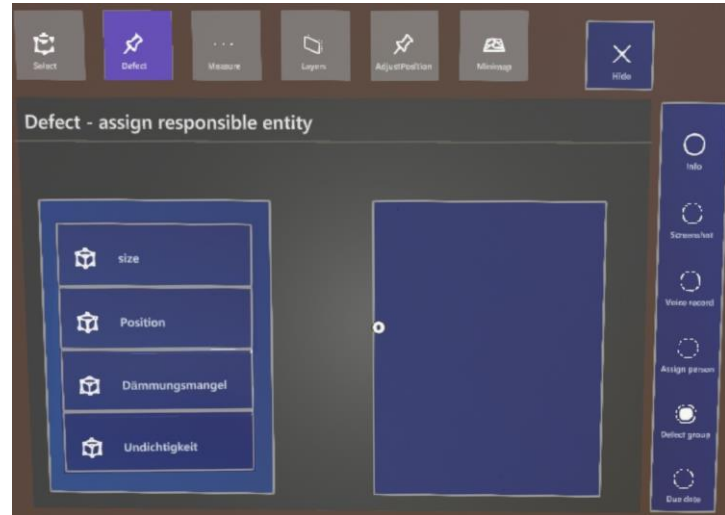 Select
Defect
Measure
Layers
AdjustPosition
Minimap
Hide
Defect - assign responsible entity
size
Position
Dämmungsmangel
Undichtigkeit
Info
Screenshot
Voice record
Assign person
Defect group
Due date